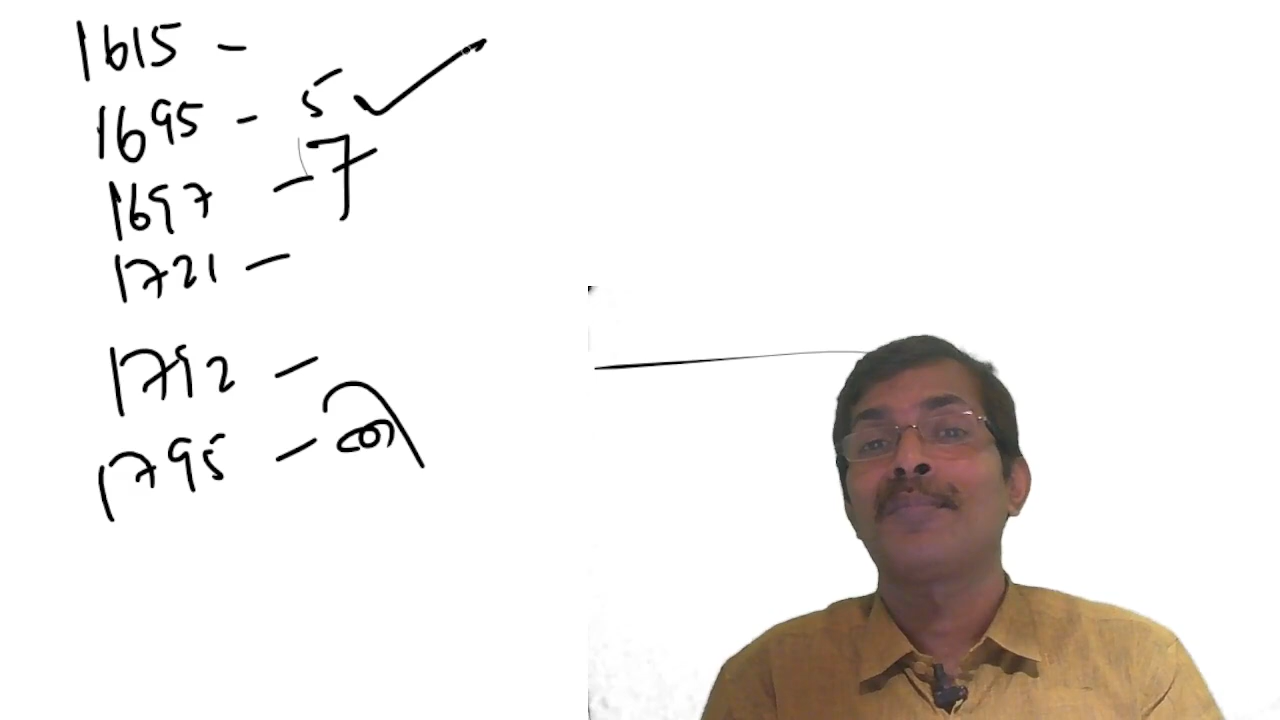 1615 -
1695 - 5 ✓
1697 - 7
1721 -
1792 -
1795 -